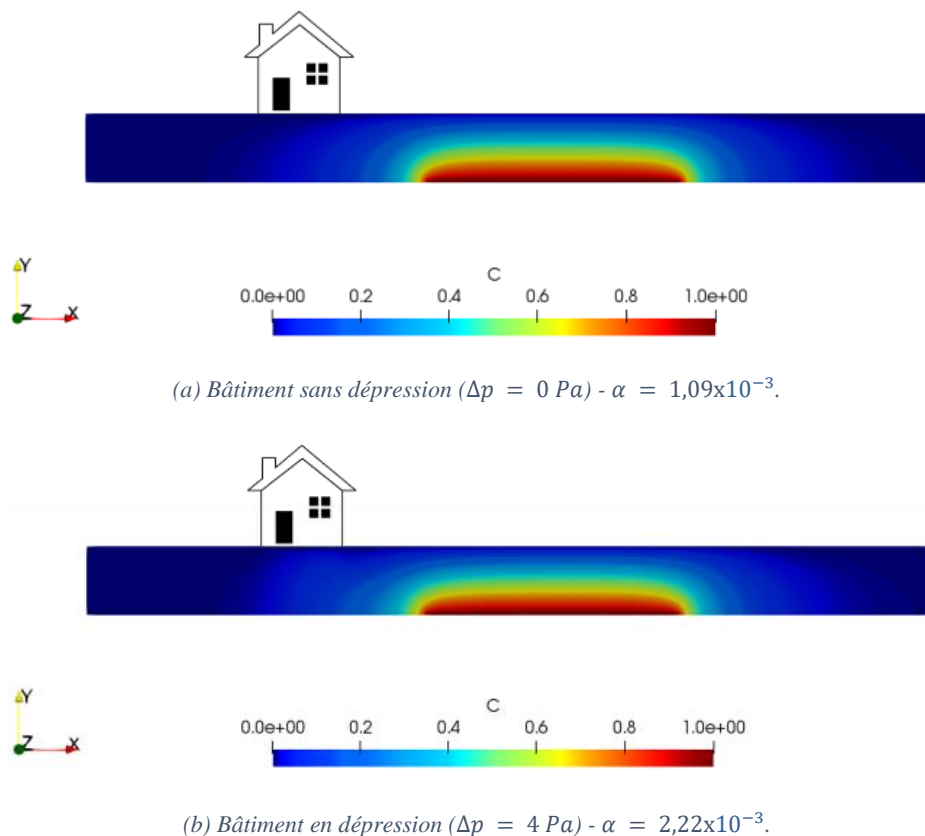 Y
Z X
C
0.0e+00 0.2 0.4 0.6 0.8 1.0e+00
(a) Bâtiment sans dépression (Δp = 0 Pa) - α = 1,09x10⁻³.
Y
Z X
C
0.0e+00 0.2 0.4 0.6 0.8 1.0e+00
(b) Bâtiment en dépression (Δp = 4 Pa) - α = 2,22x10⁻³.